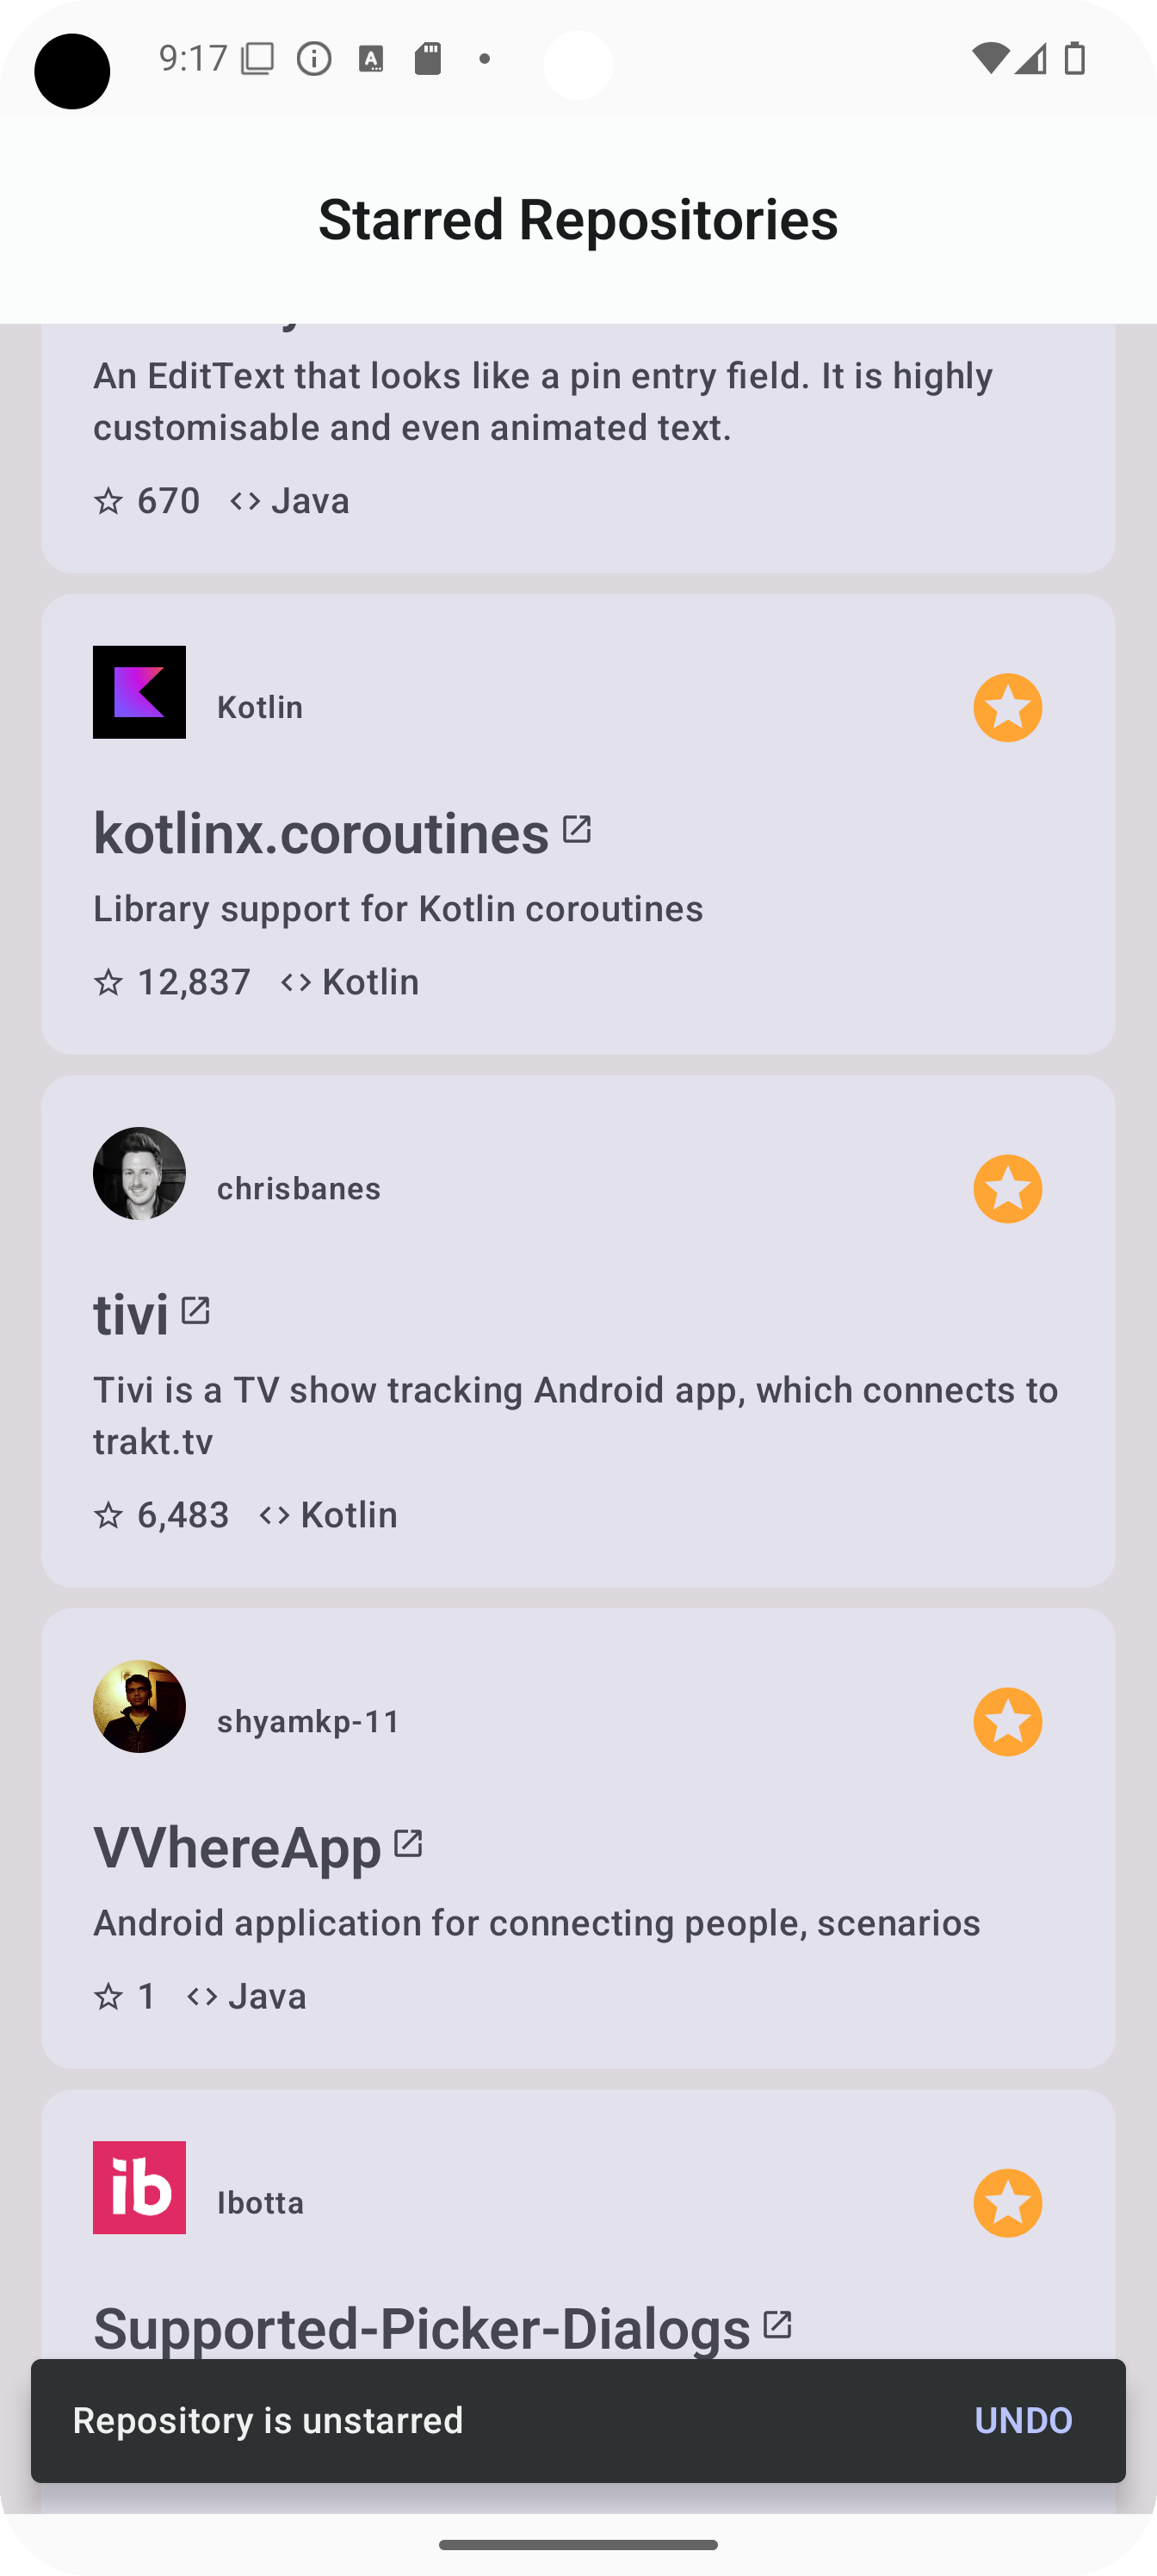 9:17
Starred Repositories
An EditText that looks like a pin entry field. It is highly
customisable and even animated text.
670 <> Java
Kotlin
kotlinx.coroutines
Library support for Kotlin coroutines
12,837 <> Kotlin
chrisbanes
tivi
Tivi is a TV show tracking Android app, which connects to
trakt.tv
6,483 <> Kotlin
shyamkp-11
VVhereApp
Android application for connecting people, scenarios
1 <> Java
ib
Ibotta
Supported-Picker-Dialogs
Repository is unstarred UNDO